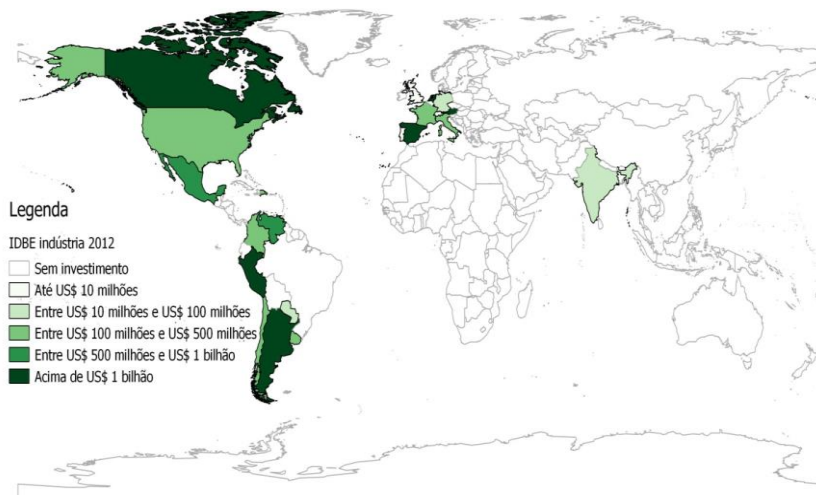 Legenda
IDBE indústria 2012
Sem investimento
Até US$ 10 milhões
Entre US$ 10 milhões e US$ 100 milhões
Entre US$ 100 milhões e US$ 500 milhões
Entre US$ 500 milhões e US$ 1 bilhão
Acima de US$ 1 bilhão